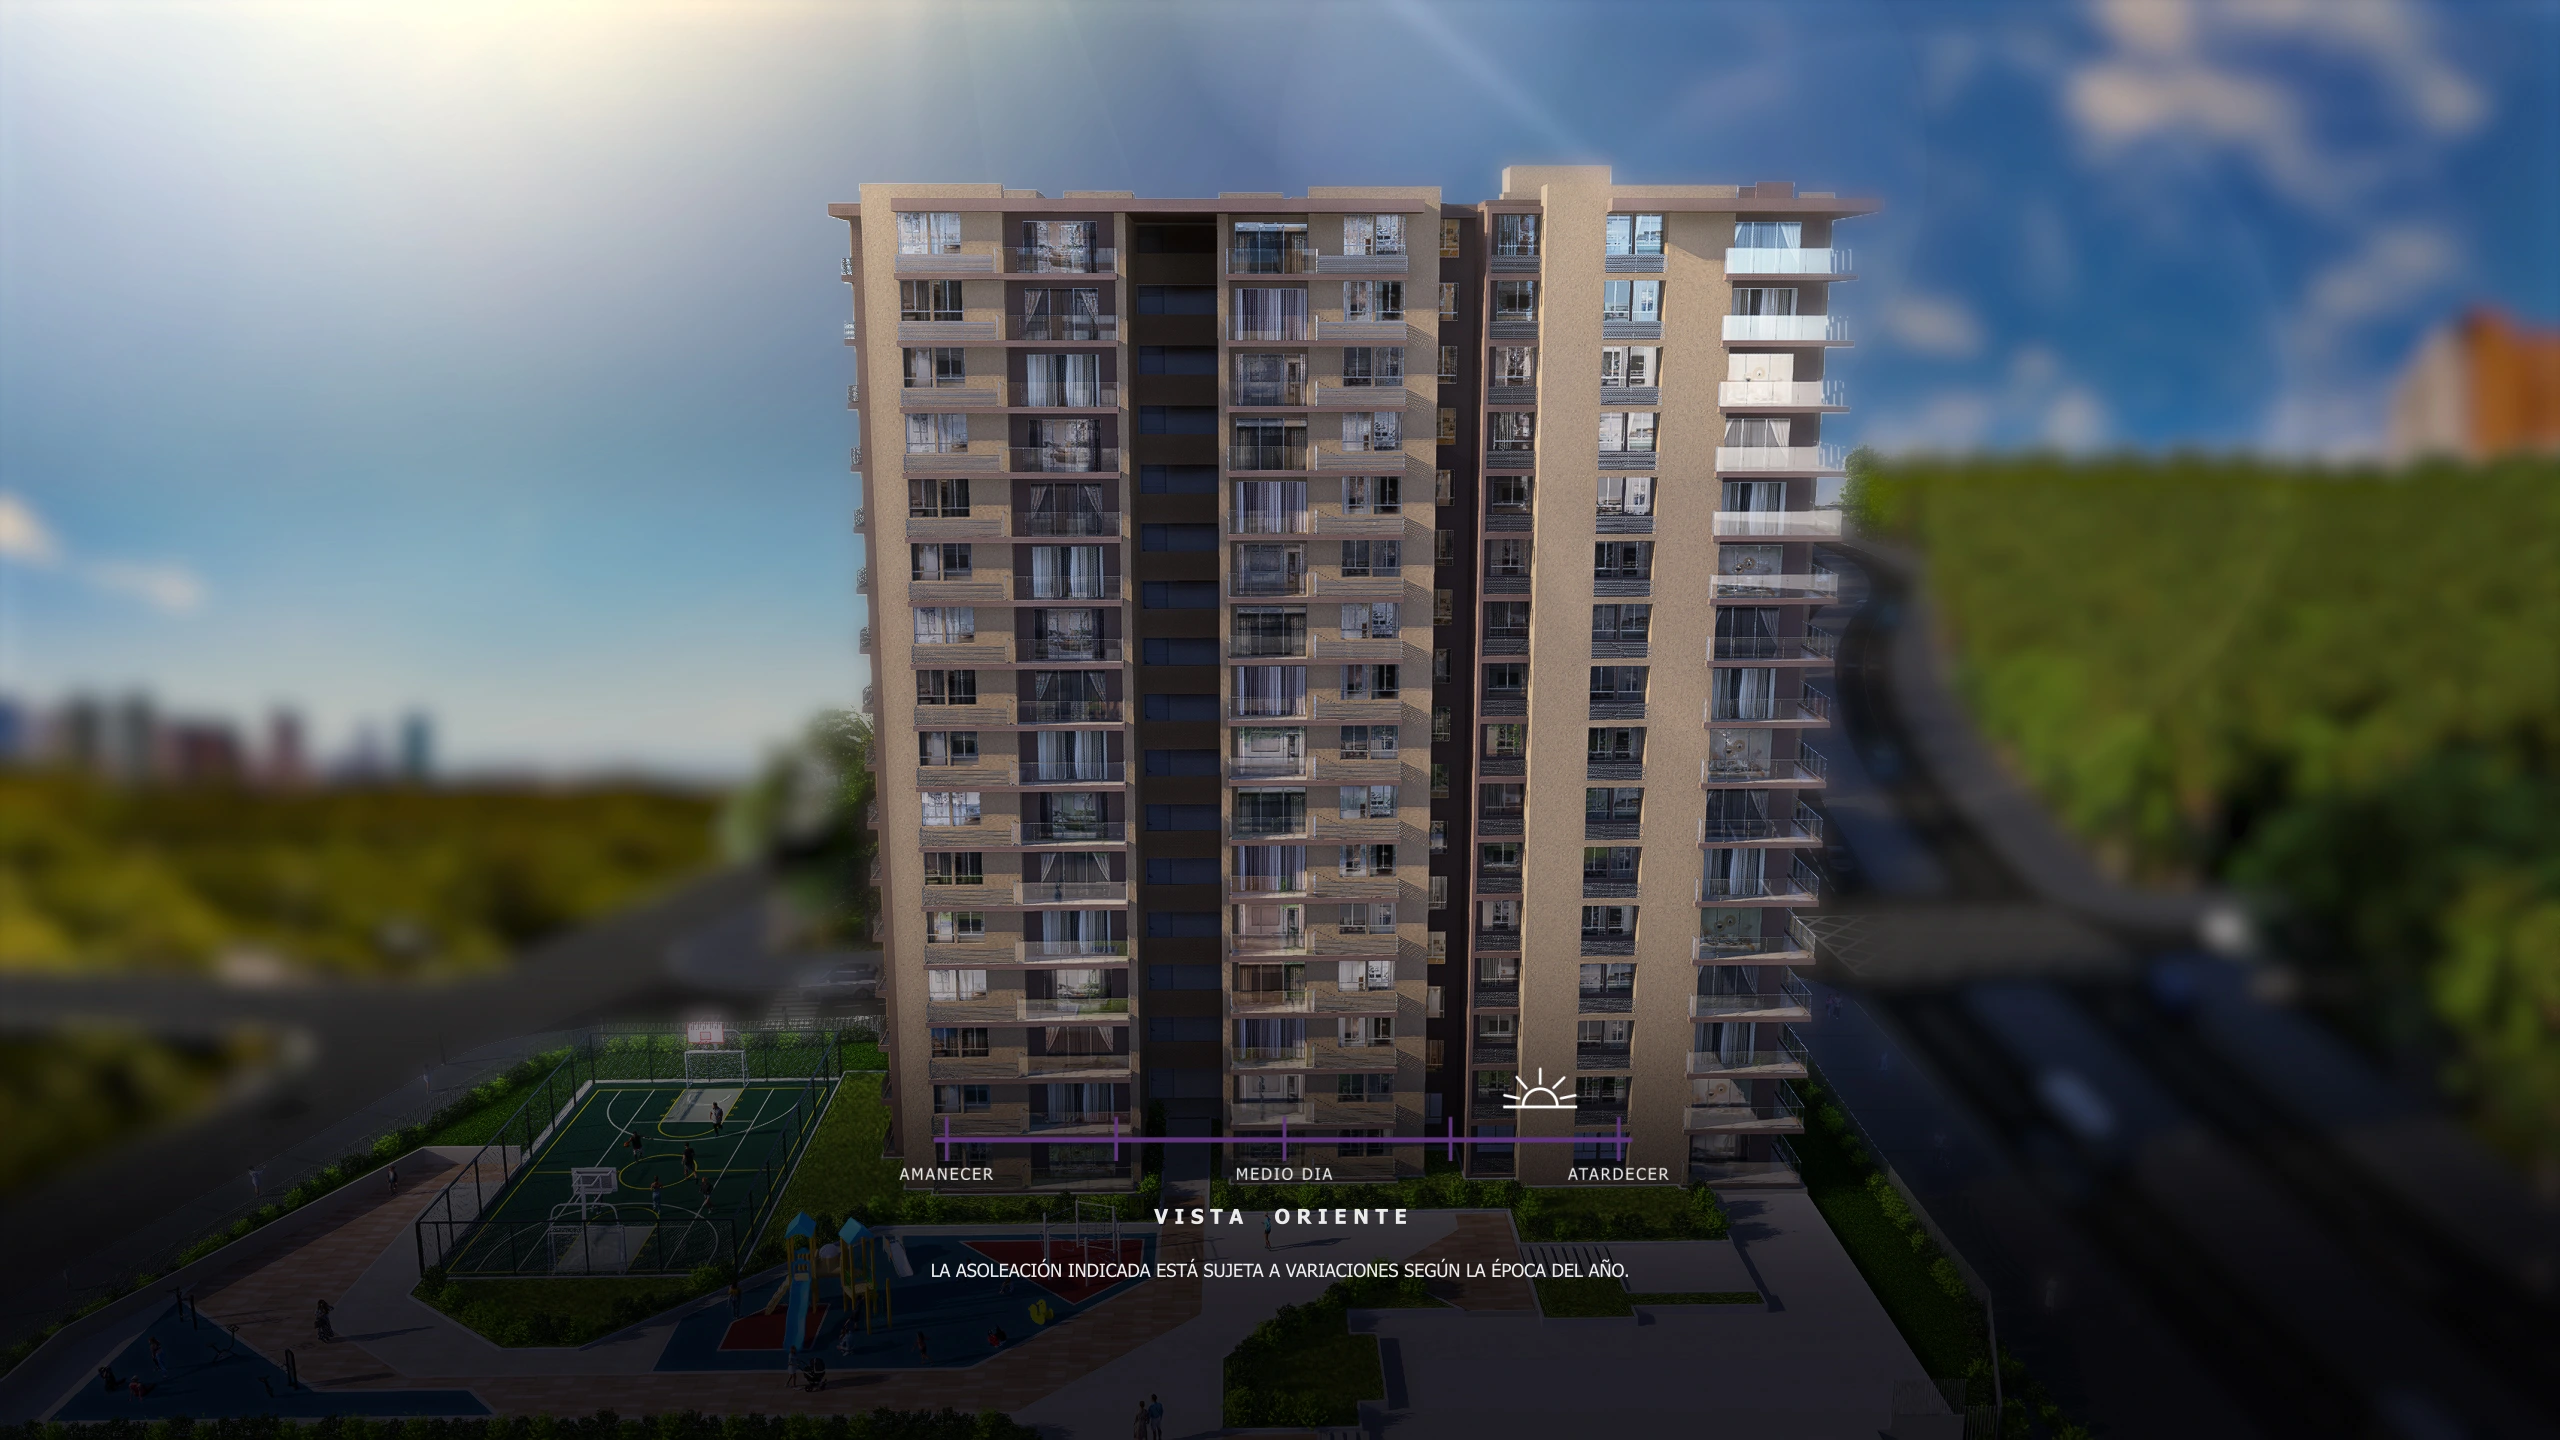 AMANECER MEDIO DIA ATARDECER
VISTA ORIENTE
LA ASOLEACIÓN INDICADA ESTÁ SUJETA A VARIACIONES SEGÚN LA ÉPOCA DEL AÑO.